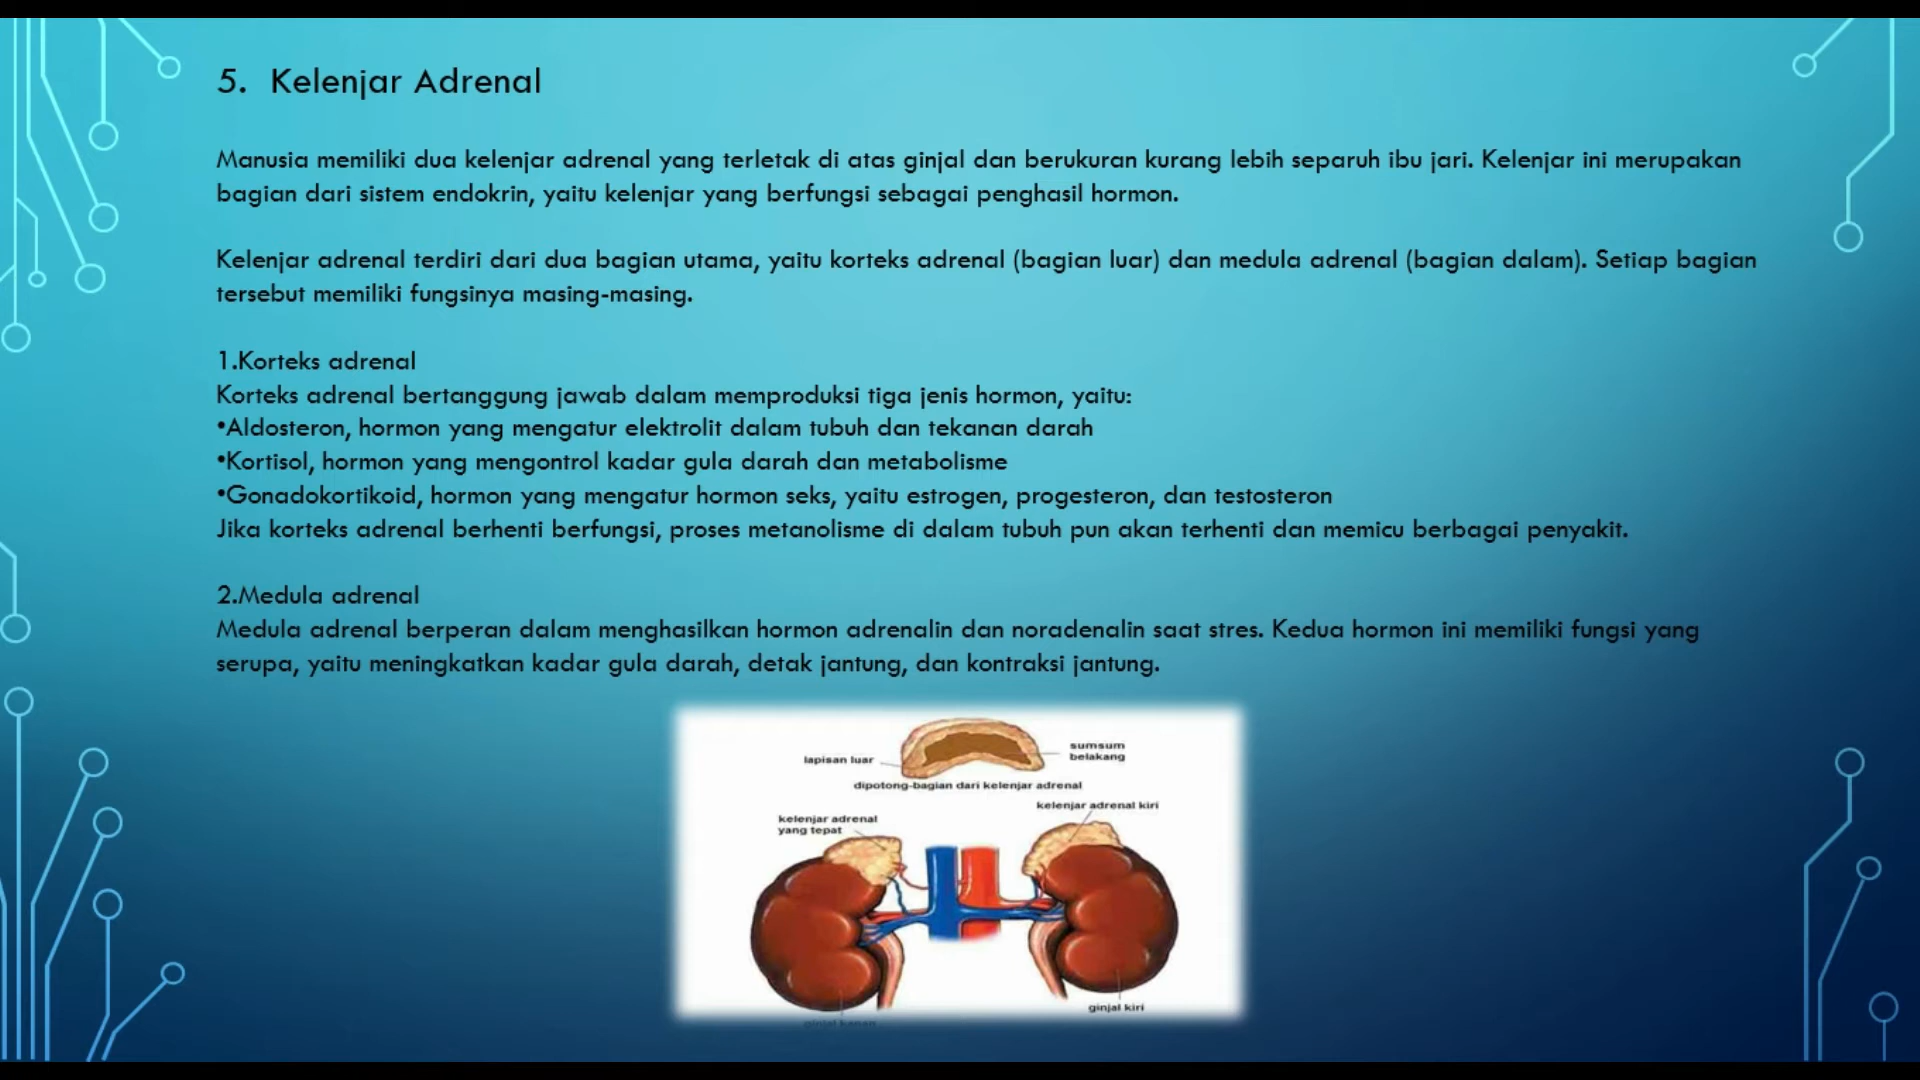 5. Kelenjar Adrenal
Manusia memiliki dua kelenjar adrenal yang terletak di atas ginjal dan berukuran kurang lebih separuh ibu jari. Kelenjar ini merupakan
bagian dari sistem endokrin, yaitu kelenjar yang berfungsi sebagai penghasil hormon.
Kelenjar adrenal terdiri dari dua bagian utama, yaitu korteks adrenal (bagian luar) dan medula adrenal (bagian dalam). Setiap bagian
tersebut memiliki fungsinya masing-masing.
1.Korteks adrenal
Korteks adrenal bertanggung jawab dalam memproduksi tiga jenis hormon, yaitu:
•Aldosteron, hormon yang mengatur elektrolit dalam tubuh dan tekanan darah
•Kortisol, hormon yang mengontrol kadar gula darah dan metabolisme
•Gonadokortikoid, hormon yang mengatur hormon seks, yaitu estrogen, progesteron, dan testosteron
Jika korteks adrenal berhenti berfungsi, proses metanolisme di dalam tubuh pun akan terhenti dan memicu berbagai penyakit.
2.Medula adrenal
Medula adrenal berperan dalam menghasilkan hormon adrenalin dan noradenalin saat stres. Kedua hormon ini memiliki fungsi yang
serupa, yaitu meningkatkan kadar gula darah, detak jantung, dan kontraksi jantung.
lapisan luar
sumsum
belakang
dipotong-bagian dari kelenjar adrenal
kelenjar adrenal kiri
kelenjar adrenal
yang tepat
ginjal kiri
ginjal kanan